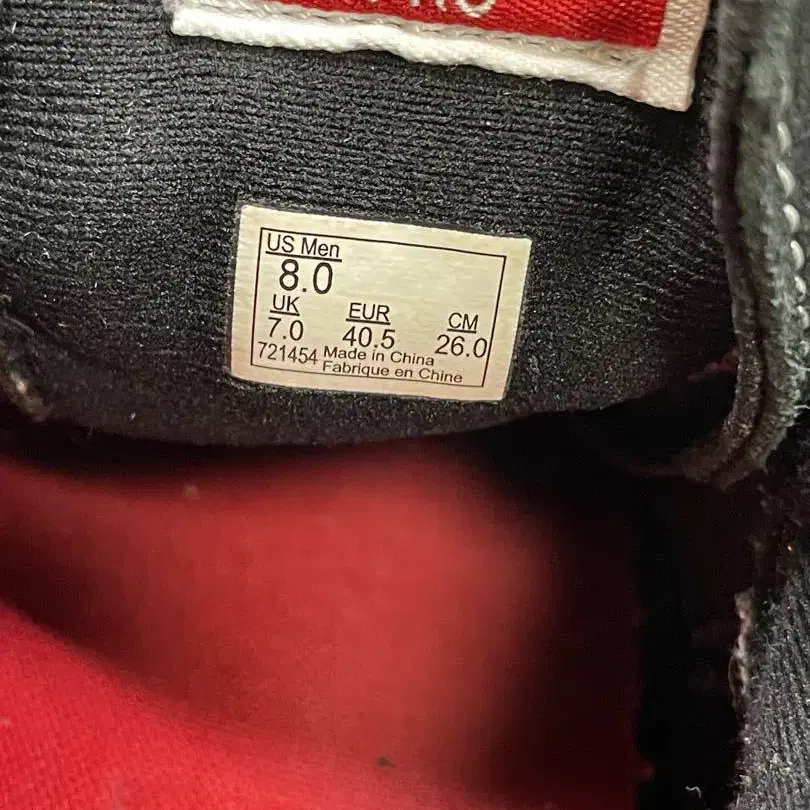 US Men
8.0
UK EUR CM
7.0 40.5 26.0
721454 Made in China
Fabrique en Chine